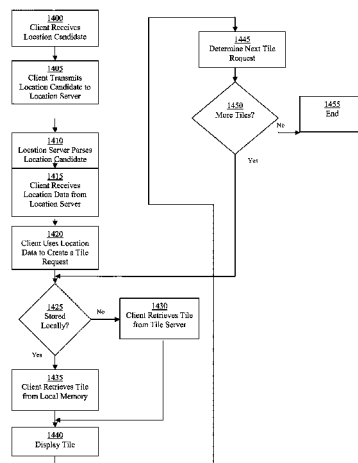 1400
Client Receives
Location Candidate
1405
Client Transmits
Location Candidate to
Location Server
1410
Location Server Parses
Location Candidate
1415
Client Receives
Location Data from
Location Server
1420
Client Uses Location
Data to Create a Tile
Request
1425
Stored
Locally?
No
Yes
1430
Client Retrieves Tile
from Tile Server
1435
Client Retrieves Tile
from Local Memory
1440
Display Tile
1445
Determine Next Tile
Request
1450
More Tiles?
No
Yes
1455
End